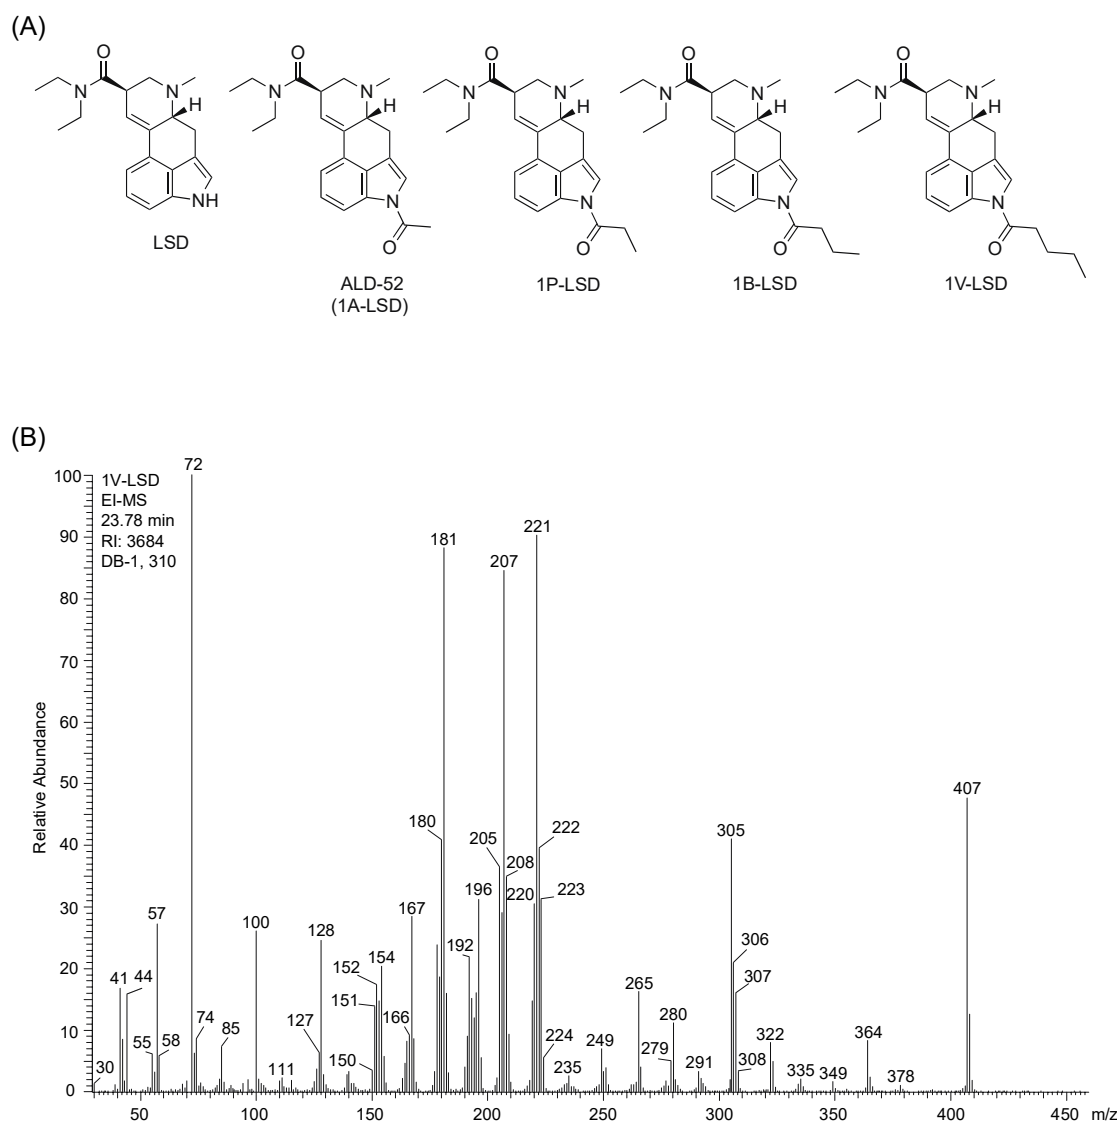 (A)
O
N
N
H
NH
LSD
O
N
N
H
N
O
ALD-52
(1A-LSD)
O
N
N
H
N
O
1P-LSD
O
N
N
H
N
O
1B-LSD
O
N
N
H
N
O
1V-LSD
(B)
1V-LSD
EI-MS
23.78 min
RI: 3684
DB-1, 310
Relative Abundance
100
90
80
70
60
50
40
30
20
10
0
30
41
44
55
57
58
72
74
85
100
111
127
128
150
151
152
154
166
167
180
181
192
196
205
207
208
220
221
222
223
224
235
249
265
279
280
291
305
306
307
308
322
335
349
364
378
407
50 100 150 200 250 300 350 400 450 m/z